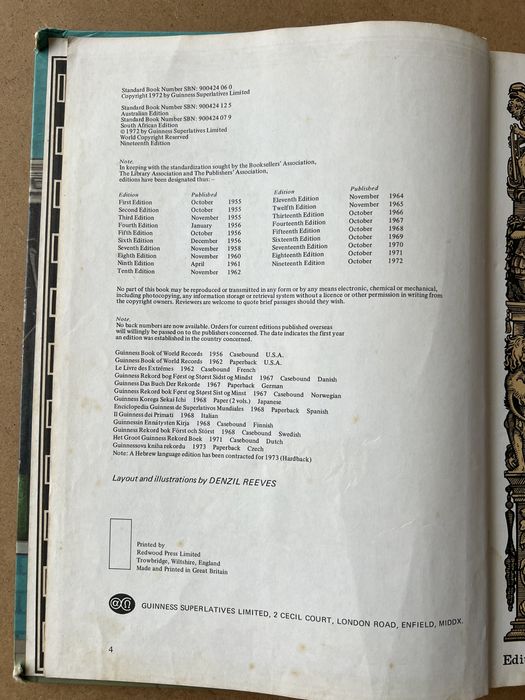 Standard Book Number SBN: 900424 06 0
Copyright 1972 by Guinness Superlatives Limited
Standard Book Number SBN: 900424 12 5
Australian Edition
Standard Book Number SBN: 900424 07 9
South African Edition
© 1972 by Guinness Superlatives Limited
World Copyright Reserved
Nineteenth Edition
Note.
In keeping with the standardization sought by the Booksellers' Association,
The Library Association and The Publishers' Association,
editions have been designated thus: –
Edition Published
First Edition October 1955
Second Edition October 1955
Third Edition November 1955
Fourth Edition January 1956
Fifth Edition October 1956
Sixth Edition December 1956
Seventh Edition November 1958
Eighth Edition November 1960
Ninth Edition April 1961
Tenth Edition November 1962
Edition Published
Eleventh Edition November 1964
Twelfth Edition November 1965
Thirteenth Edition October 1966
Fourteenth Edition October 1967
Fifteenth Edition October 1968
Sixteenth Edition October 1969
Seventeenth Edition October 1970
Eighteenth Edition October 1971
Nineteenth Edition October 1972
No part of this book may be reproduced or transmitted in any form or by any means electronic, chemical or mechanical,
including photocopying, any information storage or retrieval system without a licence or other permission in writing from
the copyright owners. Reviewers are welcome to quote brief passages should they wish.
Note.
No back numbers are now available. Orders for current editions published overseas
will willingly be passed on to the publishers concerned. The date indicates the first year
an edition was established in the country concerned.
Guinness Book of World Records 1956 Casebound U.S.A.
Guinness Book of World Records 1962 Paperback U.S.A.
Le Livre des Extrêmes 1962 Casebound French
Guinness Rekord bog Først og Størst Sidst og Mindst 1967 Casebound Danish
Guinness Das Buch Der Rekorde 1967 Paperback German
Guinness Rekord bok Først og Størst Sist og Minst 1967 Casebound Norwegian
Guinness Korega Sekai Ichi 1968 Paper (2 vols.) Japanese
Enciclopedia Guinness de Superlativos Mundiales 1968 Paperback Spanish
Il Guinness dei Primati 1968 Italian
Guinnessin Ennätysten Kirja 1968 Casebound Finnish
Guinness Rekord bok Först och Störst 1968 Casebound Swedish
Het Groot Guinness Rekord Boek 1971 Casebound Dutch
Guinnessova kniha rekordu 1973 Paperback Czech
Note: A Hebrew language edition has been contracted for 1973 (Hardback)
Layout and illustrations by DENZIL REEVES
Printed by
Redwood Press Limited
Trowbridge, Wiltshire, England
Made and Printed in Great Britain
GUINNESS SUPERLATIVES LIMITED, 2 CECIL COURT, LONDON ROAD, ENFIELD, MIDDX.
4